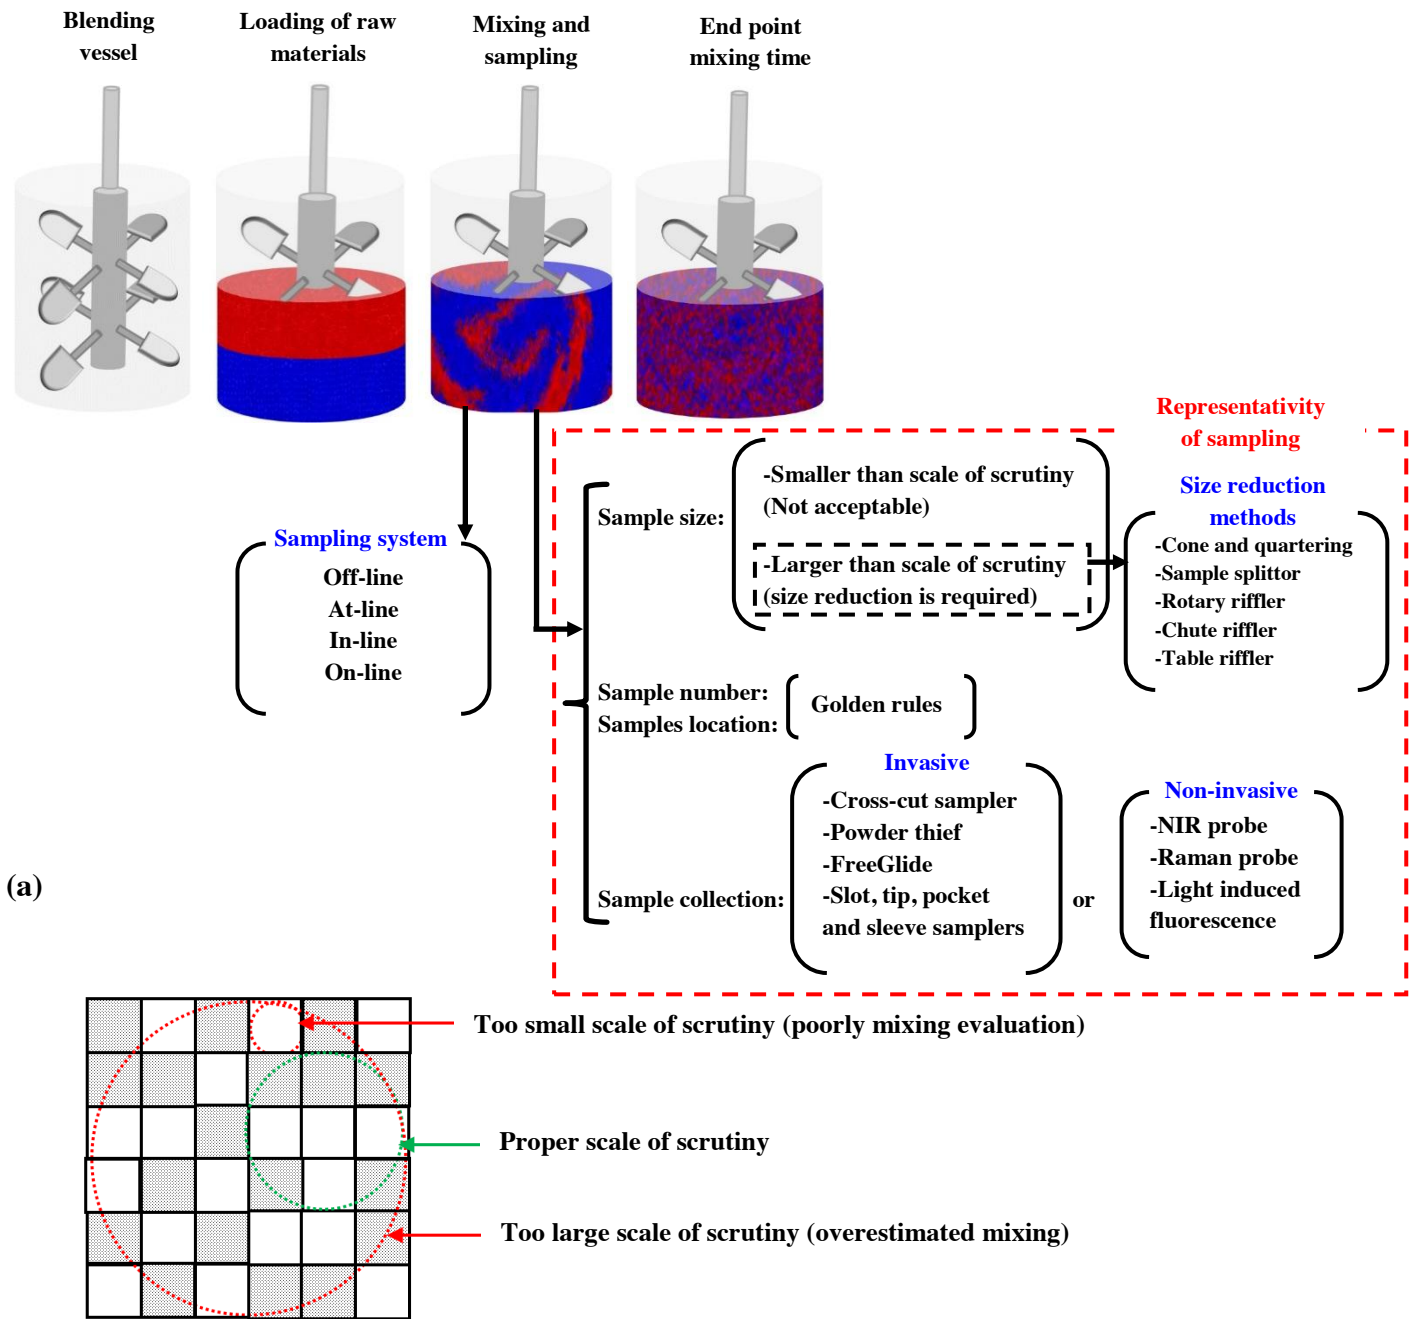 Blending
vessel
Loading of raw
materials
Mixing and
sampling
End point
mixing time
Representativity
of sampling
Sampling system
Off-line
At-line
In-line
On-line
Sample size:
-Smaller than scale of scrutiny
(Not acceptable)
-Larger than scale of scrutiny
(size reduction is required)
Size reduction
methods
-Cone and quartering
-Sample splittor
-Rotary riffler
-Chute riffler
-Table riffler
Sample number:
Samples location:
Golden rules
Sample collection:
Invasive
-Cross-cut sampler
-Powder thief
-FreeGlide
-Slot, tip, pocket
and sleeve samplers
or
Non-invasive
-NIR probe
-Raman probe
-Light induced
fluorescence
(a)
Too small scale of scrutiny (poorly mixing evaluation)
Proper scale of scrutiny
Too large scale of scrutiny (overestimated mixing)